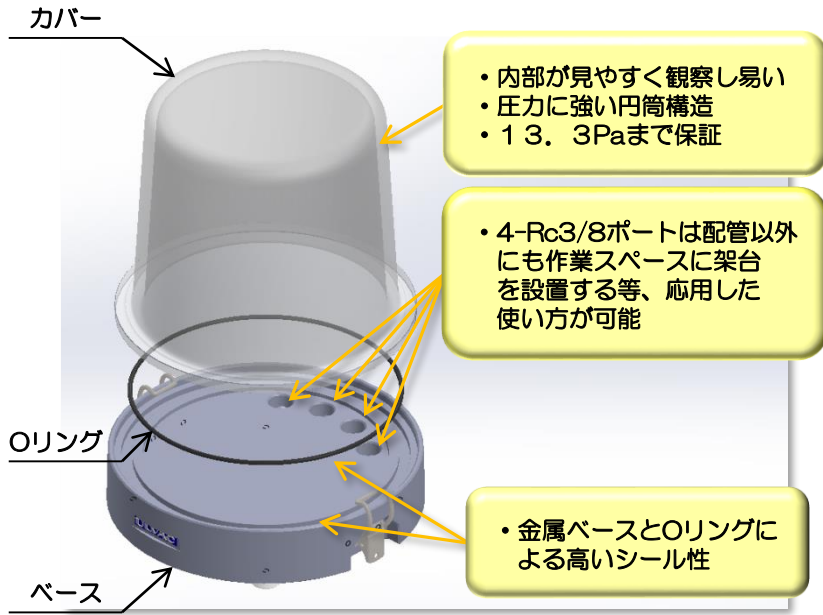 カバー
・内部が見やすく観察し易い
・圧力に強い円筒構造
・１３．３Paまで保証
・4-Rc3/8ポートは配管以外
にも作業スペースに架台
を設置する等、応用した
使い方が可能
Oリング
・金属ベースとOリングに
よる高いシール性
ベース